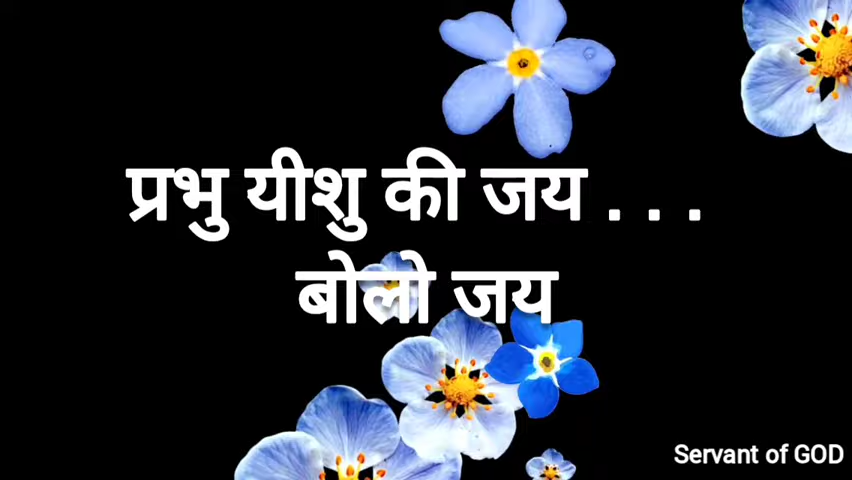 प्रभु यीशु की जय . . .
बोलो जय
Servant of GOD